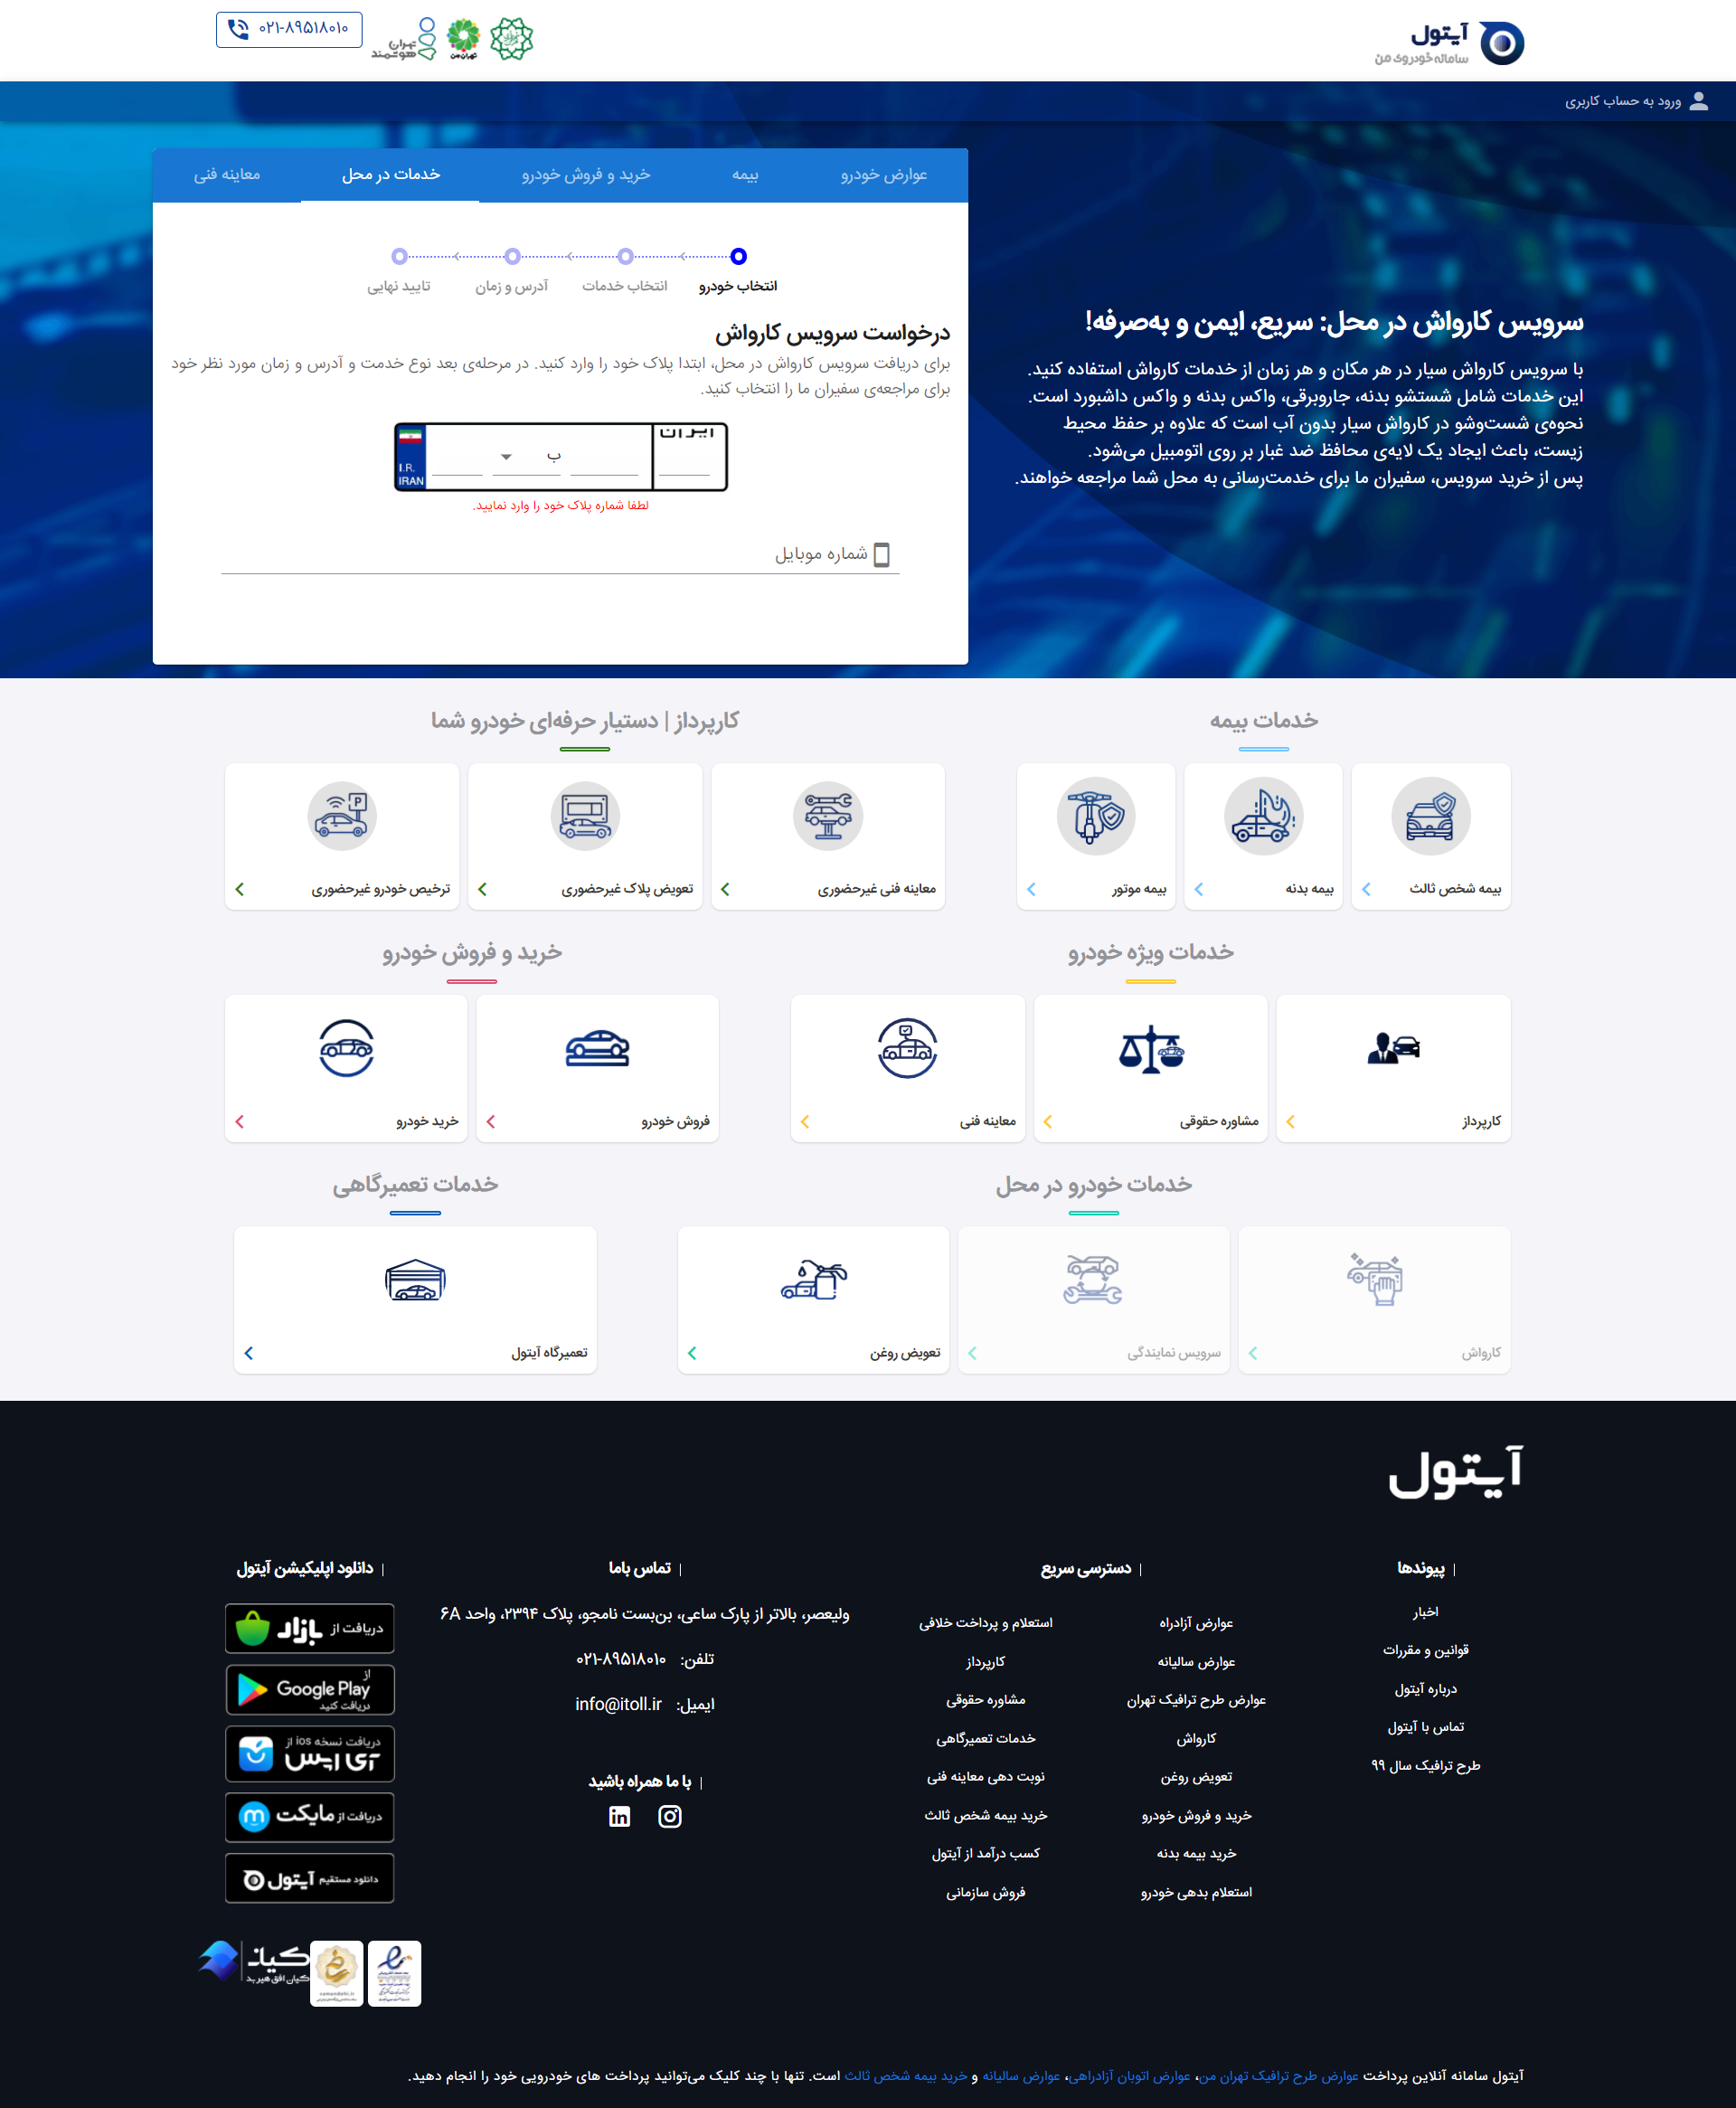 آیتول
سامانه خودروی من
تهران من
تهران هوشمند
۰۲۱-۸۹۵۱۸۰۱۰
ورود به حساب کاربری
عوارض خودرو
بیمه
خرید و فروش خودرو
خدمات در محل
معاینه فنی
انتخاب خودرو
انتخاب خدمات
آدرس و زمان
تایید نهایی
درخواست سرویس کارواش
برای دریافت سرویس کارواش در محل، ابتدا پلاک خود را وارد کنید. در مرحله‌ی بعد نوع خدمت و آدرس و زمان مورد نظر خود
برای مراجعه‌ی سفیران ما را انتخاب کنید.
ایران
ب
I.R.
IRAN
لطفا شماره پلاک خود را وارد نمایید.
شماره موبایل
سرویس کارواش در محل: سریع، ایمن و به‌صرفه!
با سرویس کارواش سیار در هر مکان و هر زمان از خدمات کارواش استفاده کنید.
این خدمات شامل شستشو بدنه، جاروبرقی، واکس بدنه و واکس داشبورد است.
نحوه‌ی شست‌وشو در کارواش سیار بدون آب است که علاوه بر حفظ محیط
زیست، باعث ایجاد یک لایه‌ی محافظ ضد غبار بر روی اتومبیل می‌شود.
پس از خرید سرویس، سفیران ما برای خدمت‌رسانی به محل شما مراجعه خواهند.
خدمات بیمه
بیمه شخص ثالث
بیمه بدنه
بیمه موتور
کارپرداز | دستیار حرفه‌ای خودرو شما
معاینه فنی غیرحضوری
تعویض پلاک غیرحضوری
ترخیص خودرو غیرحضوری
خدمات ویژه خودرو
کارپرداز
مشاوره حقوقی
معاینه فنی
خرید و فروش خودرو
فروش خودرو
خرید خودرو
خدمات خودرو در محل
کارواش
سرویس نمایندگی
تعویض روغن
خدمات تعمیرگاهی
تعمیرگاه آیتول
آیتول
پیوندها
اخبار
قوانین و مقررات
درباره آیتول
تماس با آیتول
طرح ترافیک سال ۹۹
دسترسی سریع
عوارض آزادراه
عوارض سالیانه
عوارض طرح ترافیک تهران
کارواش
تعویض روغن
خرید و فروش خودرو
خرید بیمه بدنه
استعلام بدهی خودرو
استعلام و پرداخت خلافی
کارپرداز
مشاوره حقوقی
خدمات تعمیرگاهی
نوبت دهی معاینه فنی
خرید بیمه شخص ثالث
کسب درآمد از آیتول
فروش سازمانی
تماس باما
ولیعصر، بالاتر از پارک ساعی، بن‌بست نامجو، پلاک ۲۳۹۴، واحد ۶A
تلفن: ۰۲۱-۸۹۵۱۸۰۱۰
ایمیل: info@itoll.ir
با ما همراه باشید
دانلود اپلیکیشن آیتول
دریافت از بازار
از
Google Play
دریافت کنید
دریافت نسخه ios از
آی اپس
دریافت از مایکت
دانلود مستقیم آیتول
کیان
کیان افق هیرید
samandehi.ir
آیتول سامانه آنلاین پرداخت عوارض طرح ترافیک تهران من، عوارض اتوبان آزادراهی، عوارض سالیانه و خرید بیمه شخص ثالث است. تنها با چند کلیک می‌توانید پرداخت های خودرویی خود را انجام دهید.